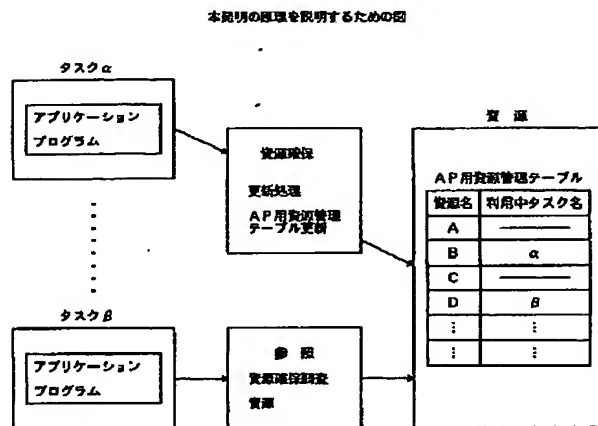 本発明の原理を説明するための図
タスクα
アプリケーション
プログラム
資源確保
更新処理
AP用資源管理
テーブル更新
資源
AP用資源管理テーブル
資源名 利用中タスク名
A
B α
C
D β
タスクβ
アプリケーション
プログラム
参照
資源確保調査
資源